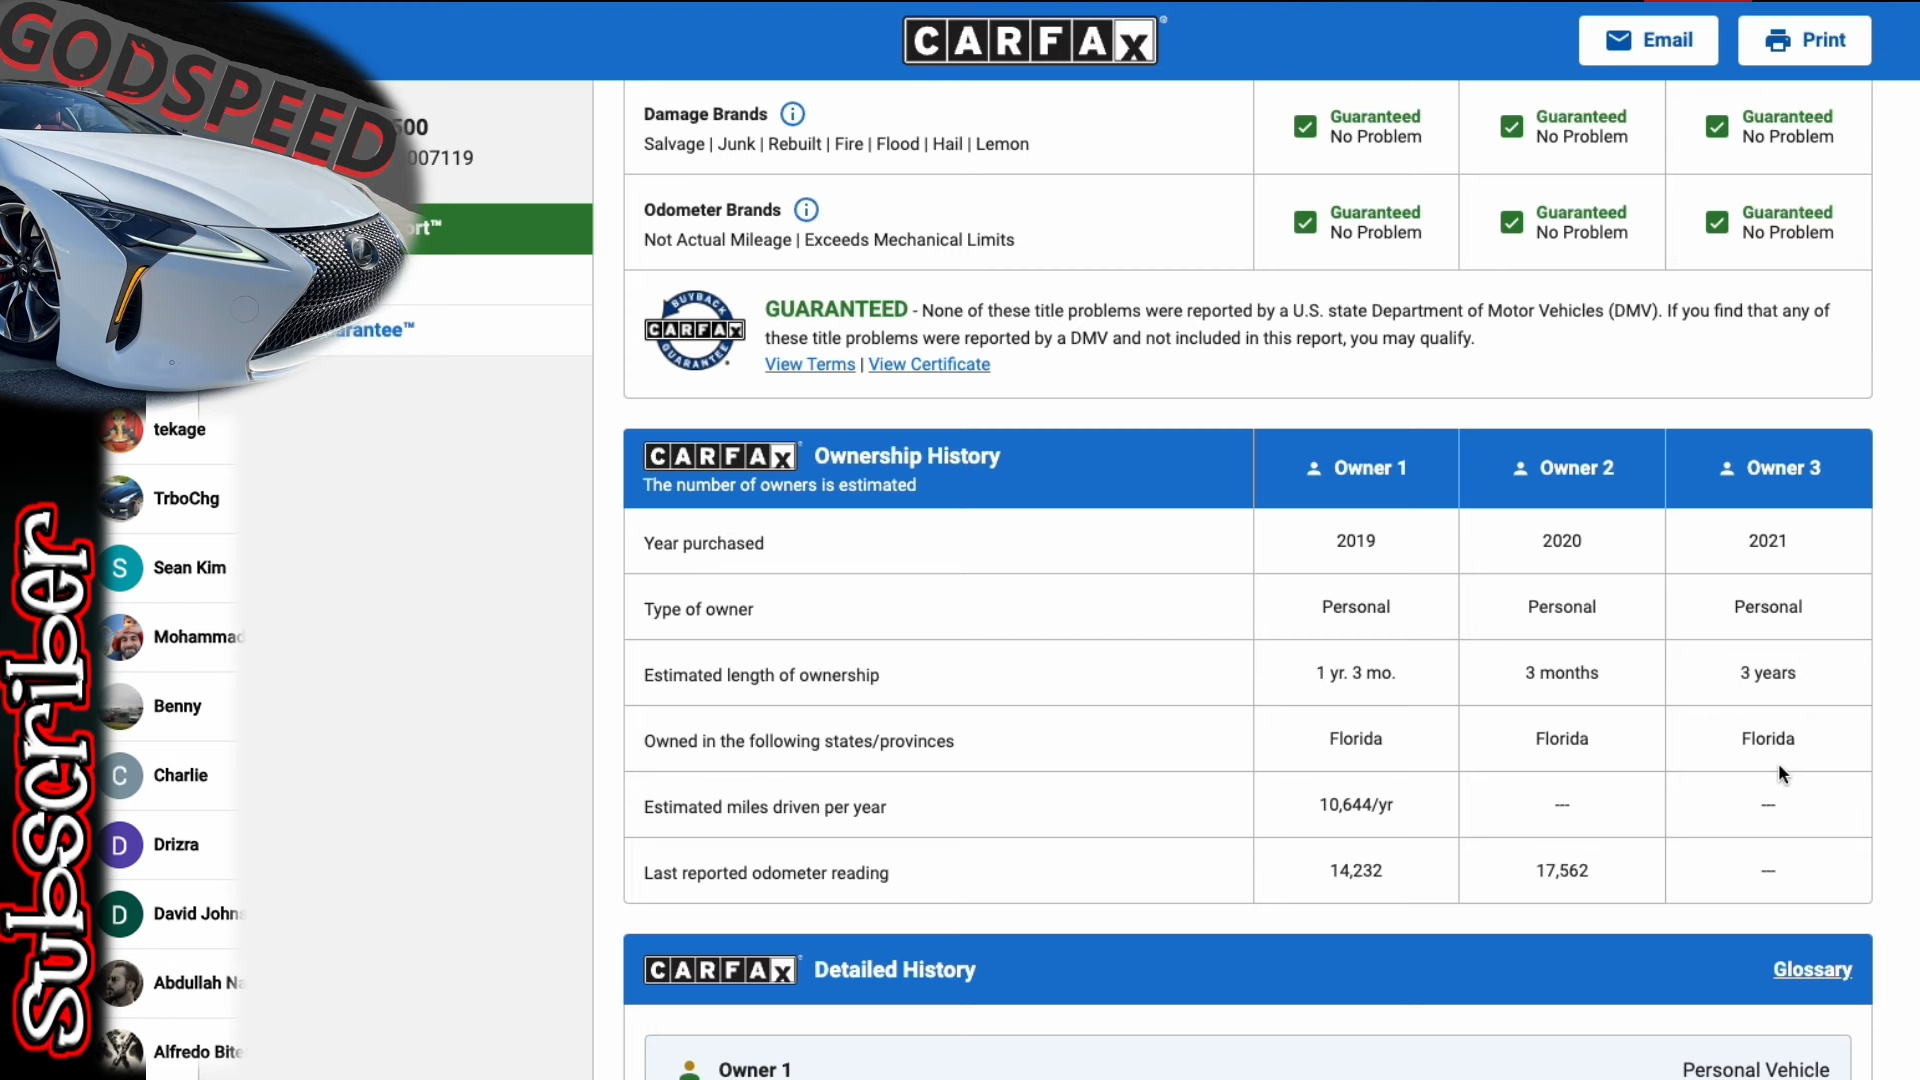 GODSPEED
CARFAX
Email
Print
500
007119
ort™
arantee™
Damage Brands
Salvage | Junk | Rebuilt | Fire | Flood | Hail | Lemon
Guaranteed
No Problem
Guaranteed
No Problem
Guaranteed
No Problem
Odometer Brands
Not Actual Mileage | Exceeds Mechanical Limits
Guaranteed
No Problem
Guaranteed
No Problem
Guaranteed
No Problem
BUYBACK
CARFAX
GUARANTEE
GUARANTEED - None of these title problems were reported by a U.S. state Department of Motor Vehicles (DMV). If you find that any of
these title problems were reported by a DMV and not included in this report, you may qualify.
View Terms | View Certificate
CARFAX Ownership History
The number of owners is estimated
Owner 1
Owner 2
Owner 3
Year purchased
2019
2020
2021
Type of owner
Personal
Personal
Personal
Estimated length of ownership
1 yr. 3 mo.
3 months
3 years
Owned in the following states/provinces
Florida
Florida
Florida
Estimated miles driven per year
10,644/yr
---
---
Last reported odometer reading
14,232
17,562
---
CARFAX Detailed History
Glossary
Owner 1
Personal Vehicle
Subscriber
tekage
TrboChg
S
Sean Kim
Mohammad
Benny
C
Charlie
D
Drizra
D
David Johns
Abdullah Na
Alfredo Bite